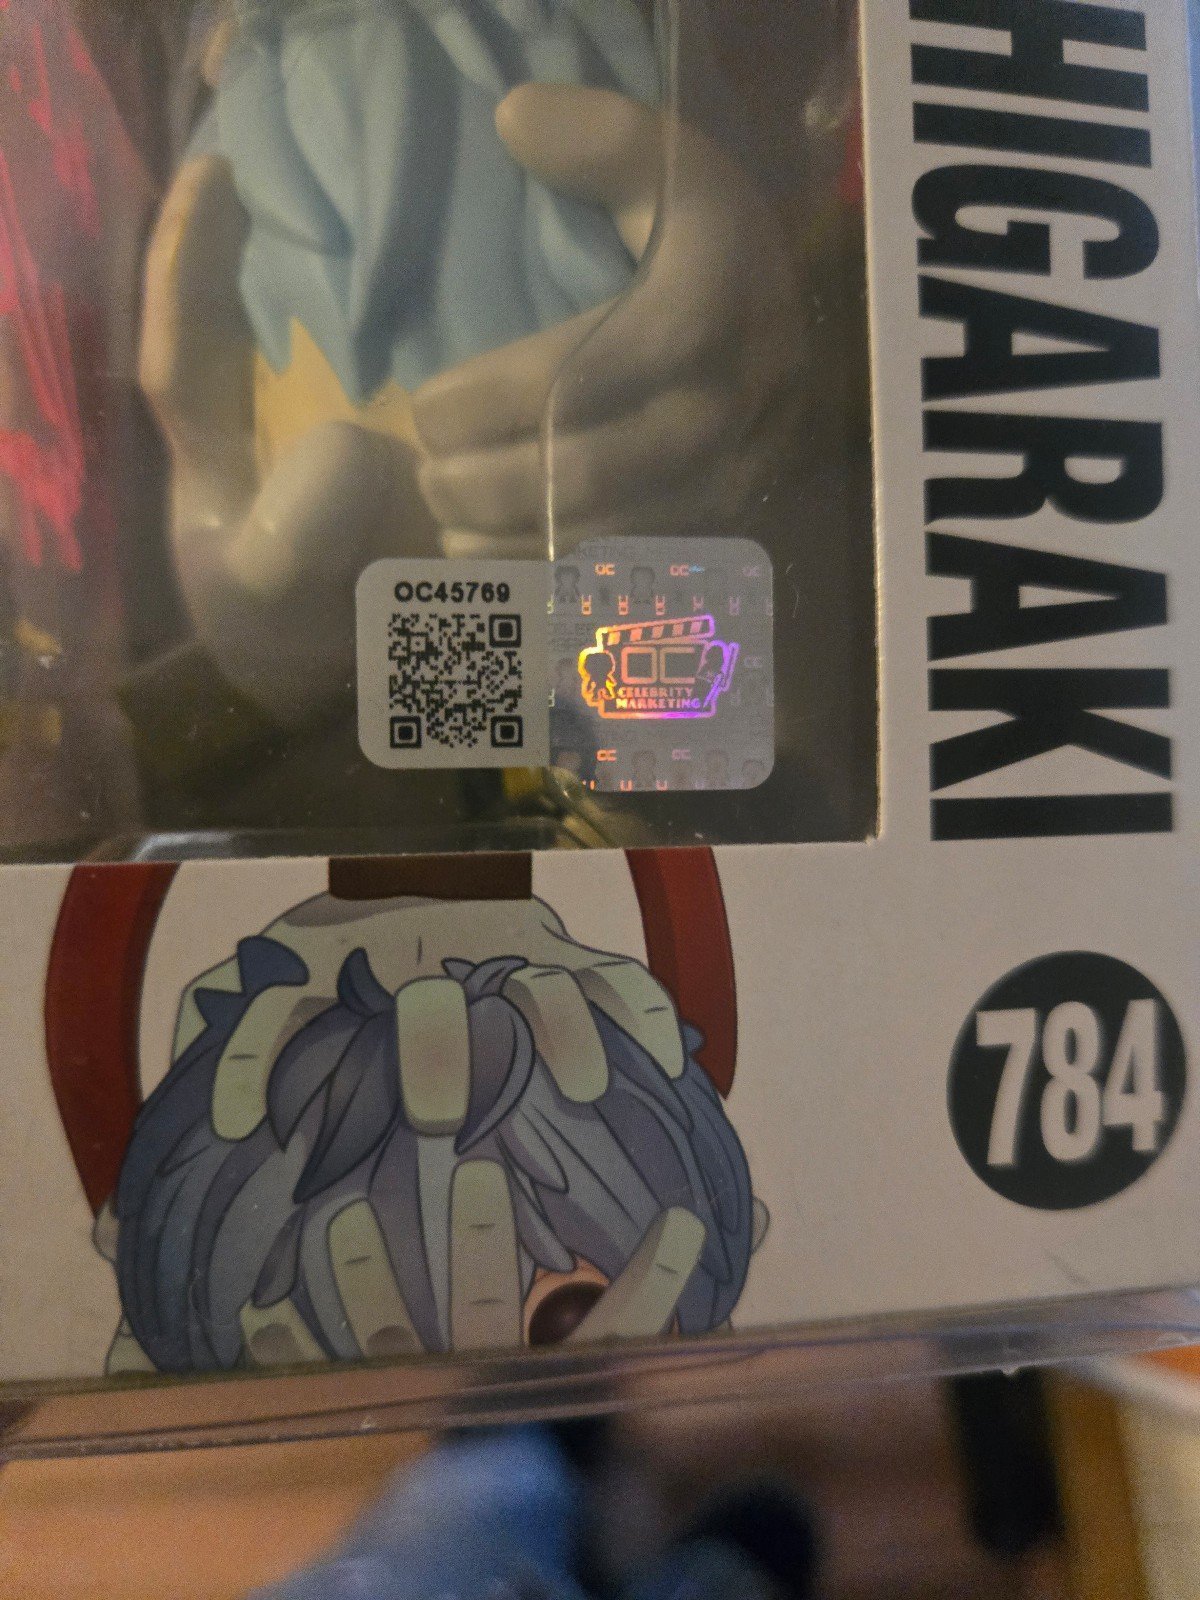 HIGARAKI
OC45769
OC
CELEBRITY
MARKETING
784